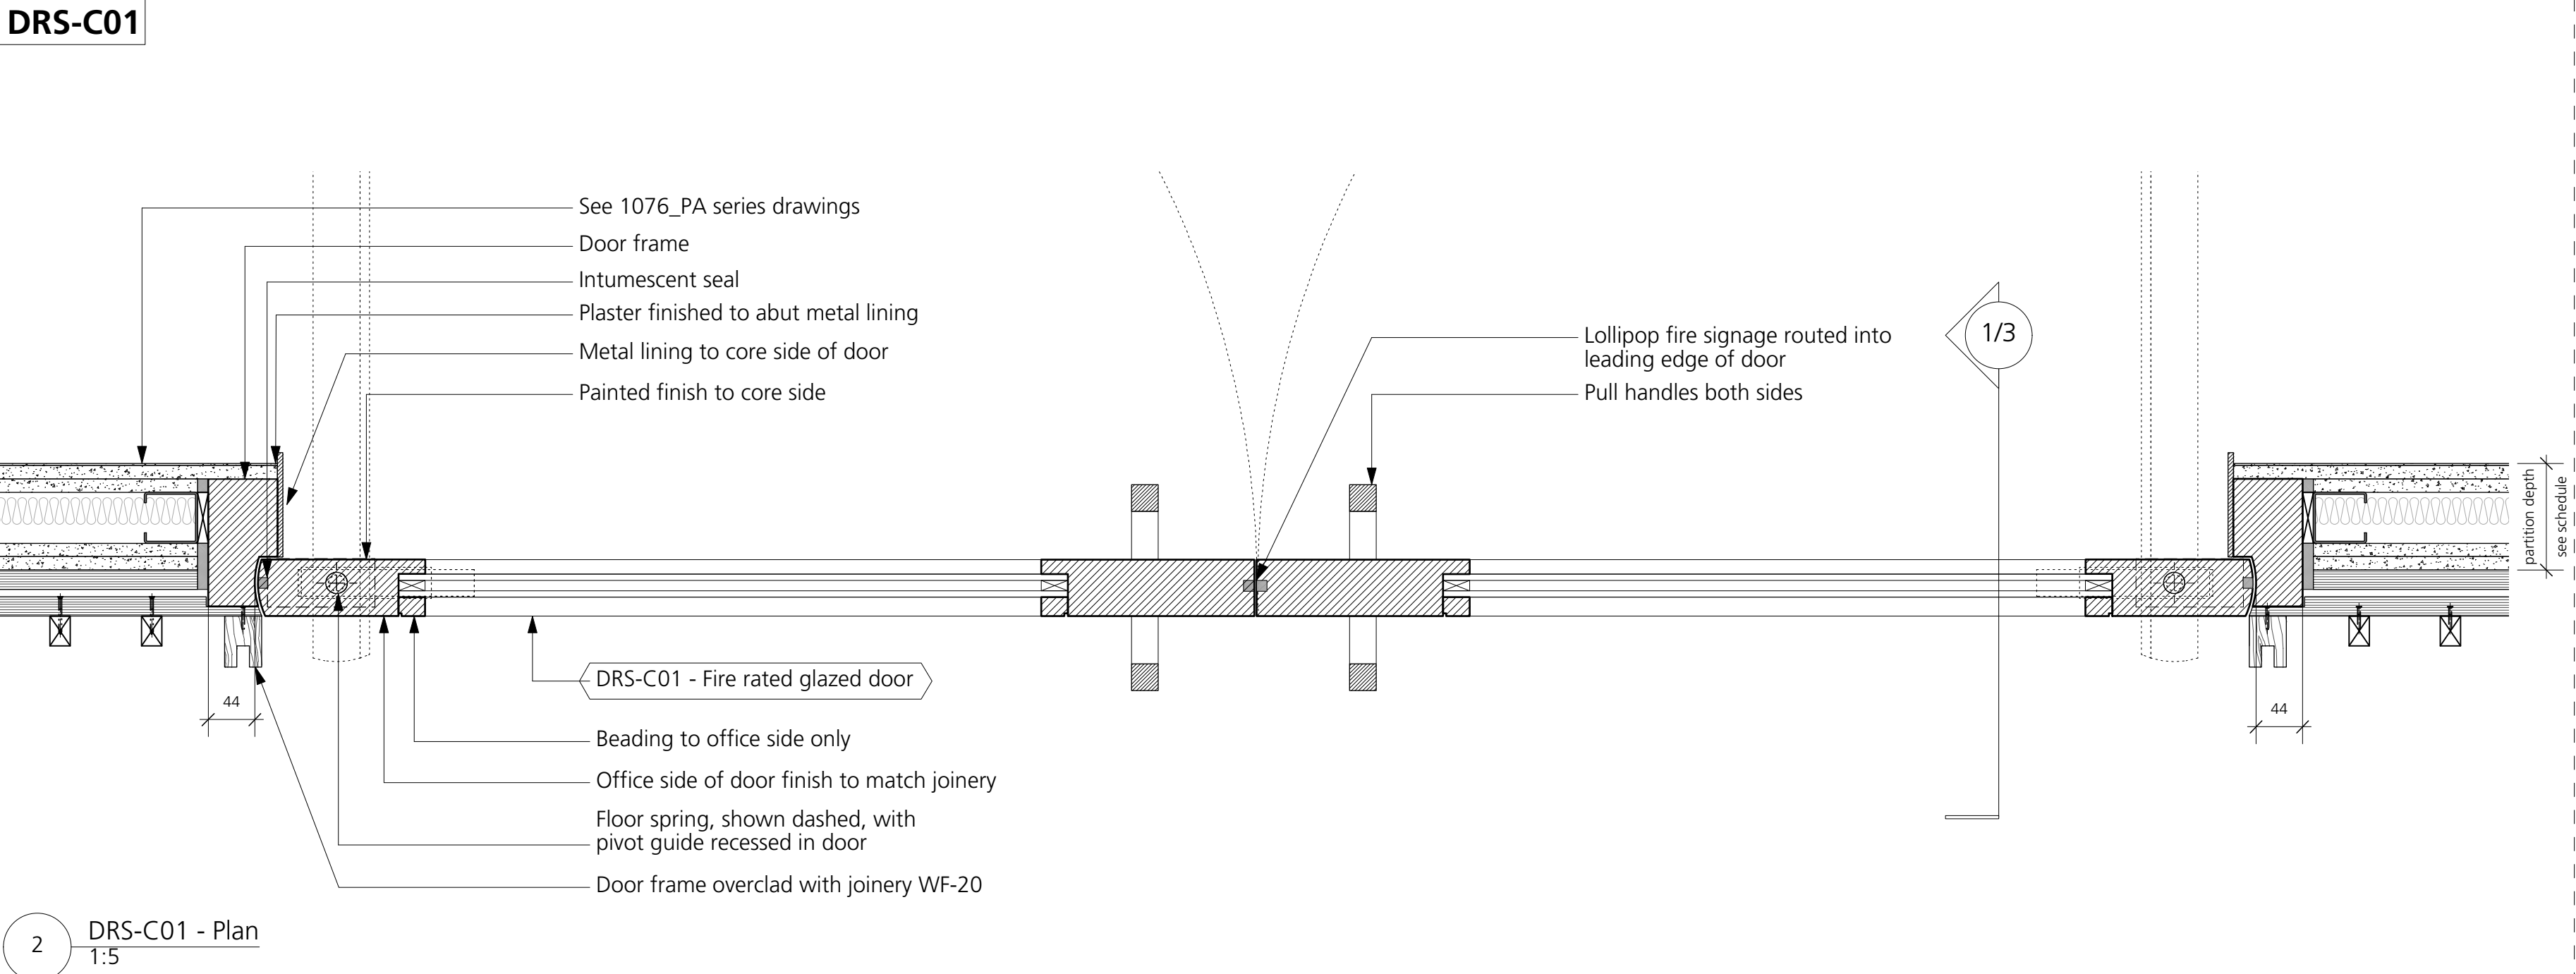 DRS-C01
See 1076_PA series drawings
Door frame
Intumescent seal
Plaster finished to abut metal lining
Metal lining to core side of door
Painted finish to core side
Lollipop fire signage routed into
leading edge of door
Pull handles both sides
1/3
partition depth
see schedule
DRS-C01 - Fire rated glazed door
44
44
Beading to office side only
Office side of door finish to match joinery
Floor spring, shown dashed, with
pivot guide recessed in door
Door frame overclad with joinery WF-20
2
DRS-C01 - Plan
1:5